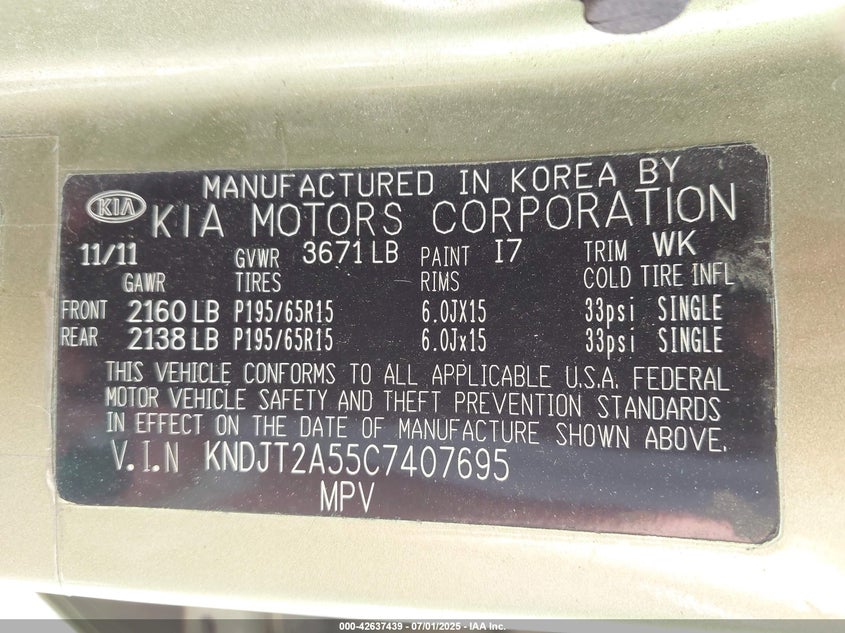 MANUFACTURED IN KOREA BY
KIA KIA MOTORS CORPORATION
11/11 GVWR 3671 LB PAINT I7 TRIM WK
GAWR TIRES RIMS COLD TIRE INFL
FRONT 2160 LB P195/65R15 6.0JX15 33psi SINGLE
REAR 2138 LB P195/65R15 6.0Jx15 33psi SINGLE
THIS VEHICLE CONFORMS TO ALL APPLICABLE U.S.A. FEDERAL
MOTOR VEHICLE SAFETY AND THEFT PREVENTION STANDARDS
IN EFFECT ON THE DATE OF MANUFACTURE SHOWN ABOVE.
V.I.N KNDJT2A55C7407695
MPV
000-42637439 - 07/01/2025 - IAA Inc.